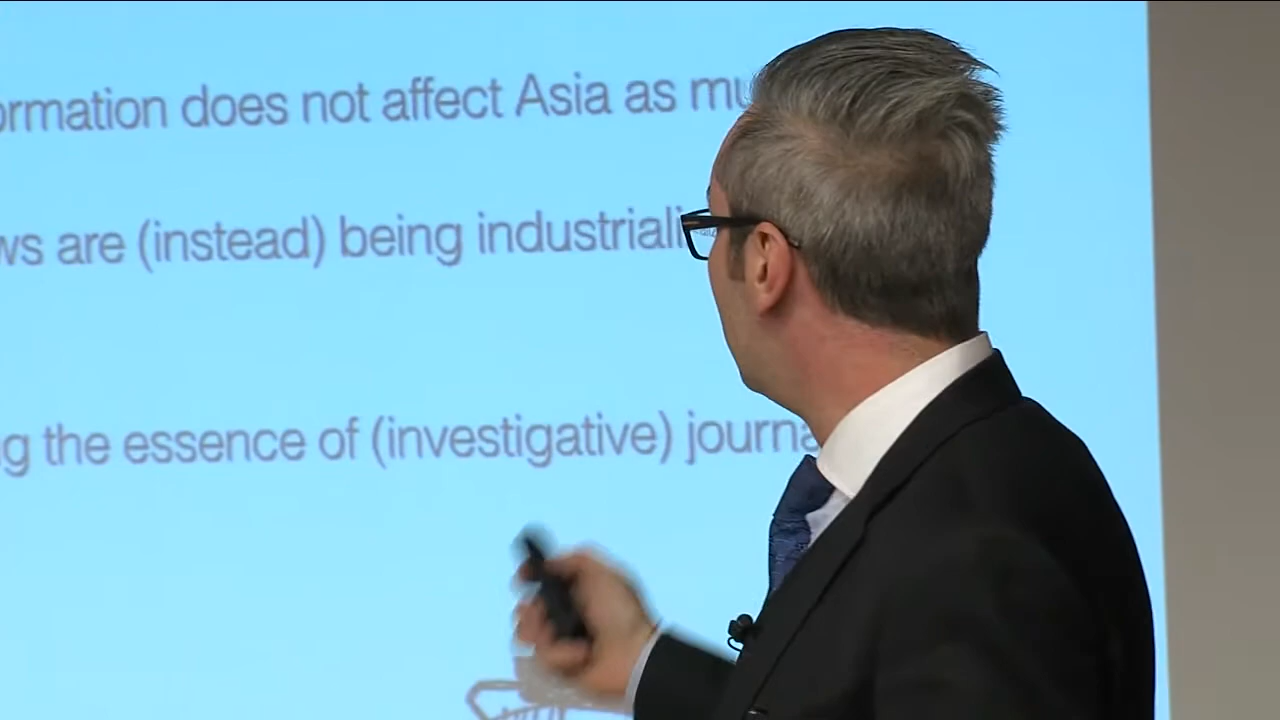 ormation does not affect Asia as mu
ws are (instead) being industriali
g the essence of (investigative) journa